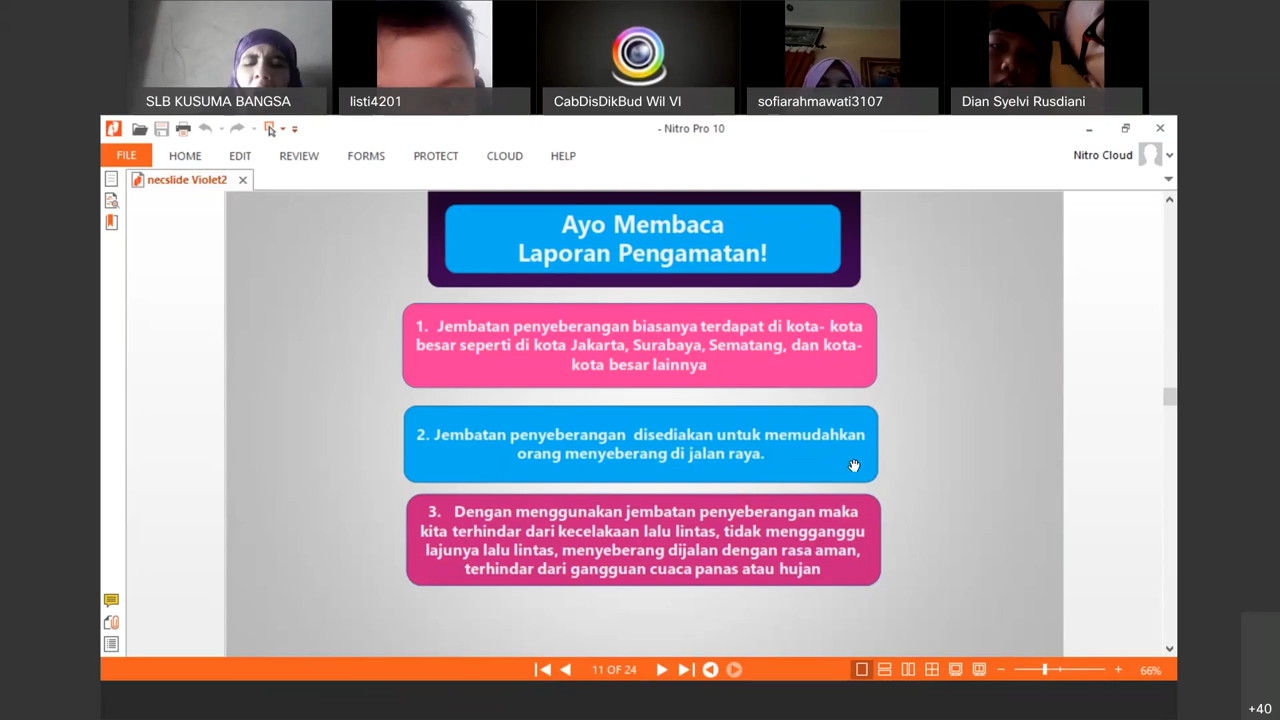 SLB KUSUMA BANGSA
listi4201
CabDisDikBud Wil VI
sofiarahmawati3107
Dian Syelvi Rusdiani
- Nitro Pro 10
FILE HOME EDIT REVIEW FORMS PROTECT CLOUD HELP
Nitro Cloud
necslide Violet2
Ayo Membaca
Laporan Pengamatan!
1. Jembatan penyeberangan biasanya terdapat di kota- kota
besar seperti di kota Jakarta, Surabaya, Sematang, dan kota-
kota besar lainnya
2. Jembatan penyeberangan disediakan untuk memudahkan
orang menyeberang di jalan raya.
3. Dengan menggunakan jembatan penyeberangan maka
kita terhindar dari kecelakaan lalu lintas, tidak mengganggu
lajunya lalu lintas, menyeberang dijalan dengan rasa aman,
terhindar dari gangguan cuaca panas atau hujan
11 OF 24
66%
+40